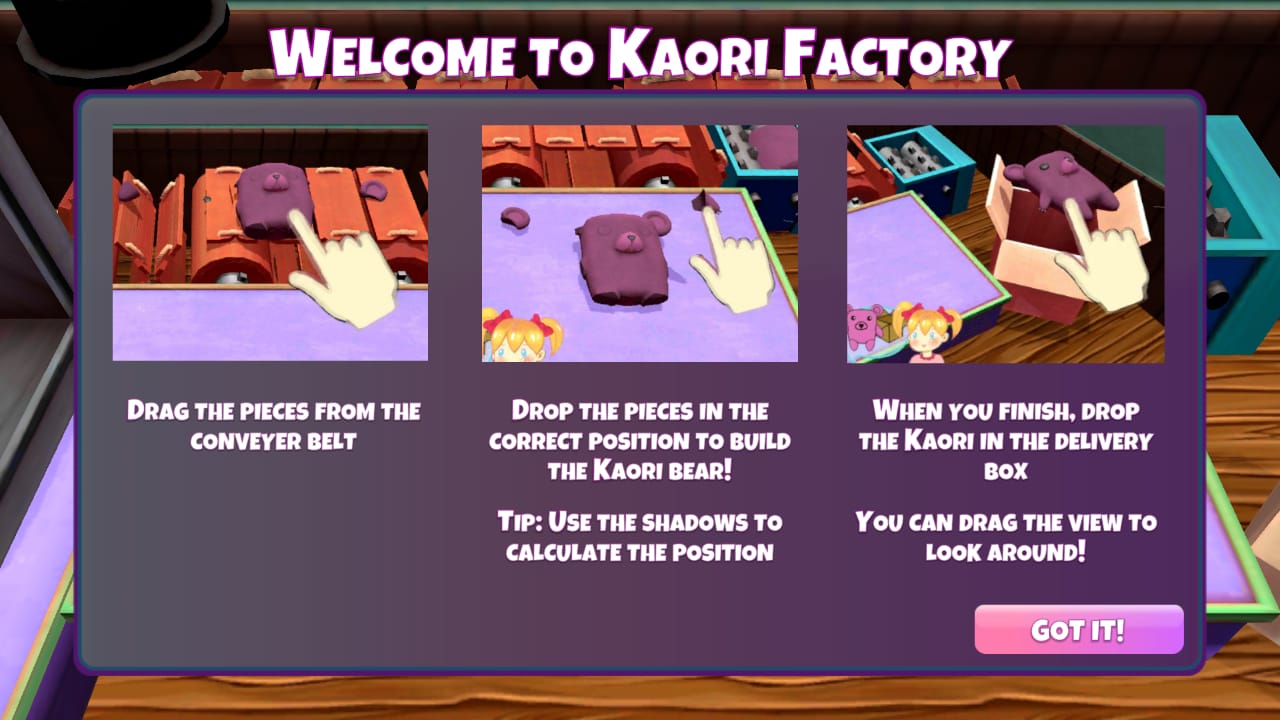 Welcome to Kaori Factory
Drag the pieces from the
conveyer belt
Drop the pieces in the
correct position to build
the Kaori bear!
Tip: Use the shadows to
calculate the position
When you finish, drop
the Kaori in the delivery
box
You can drag the view to
look around!
Got it!